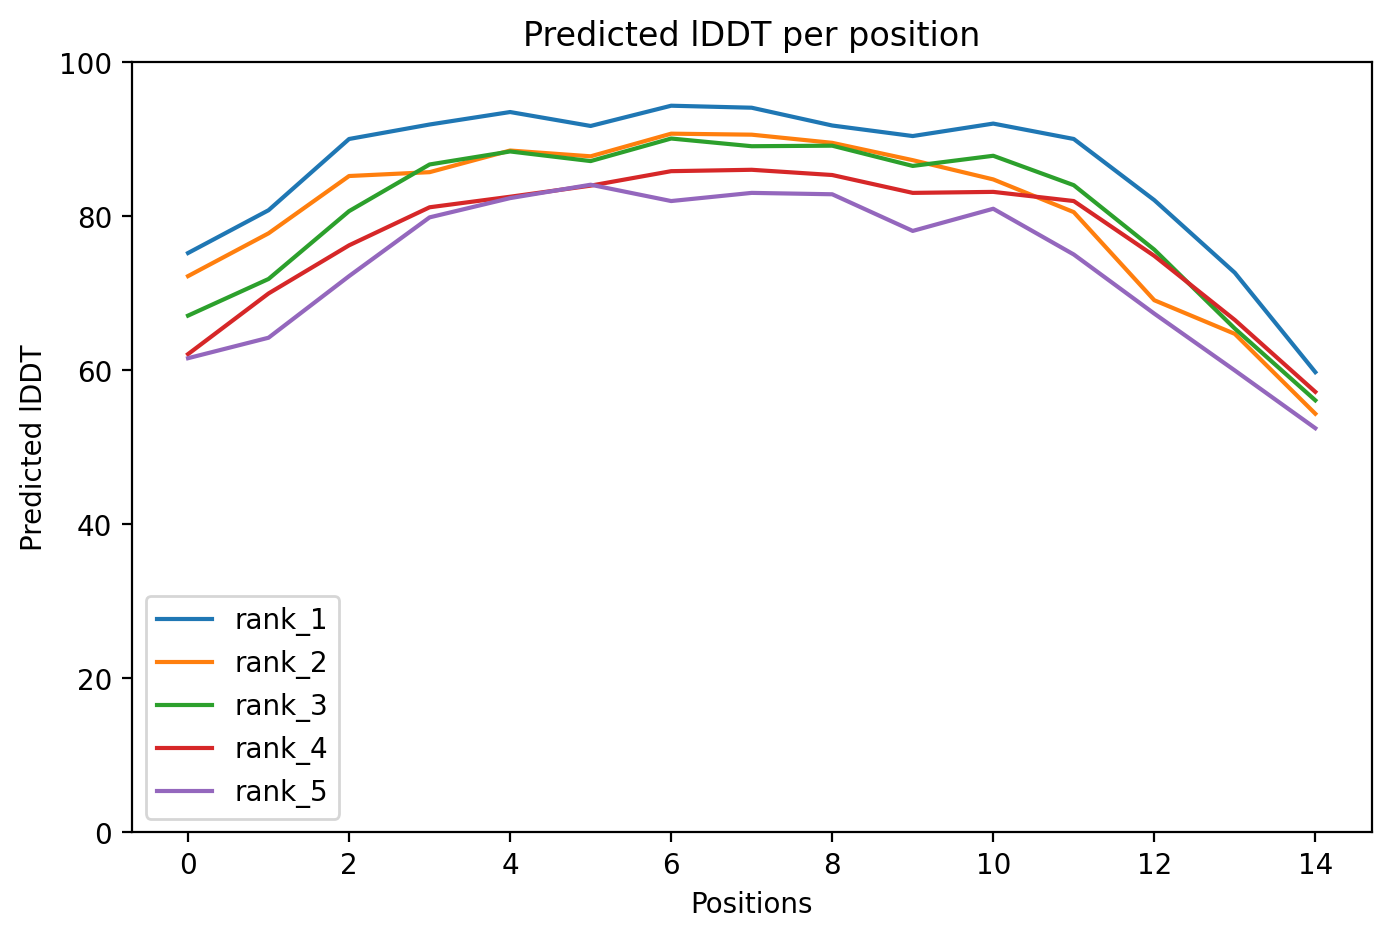 Predicted lDDT per position
100
80
60
40
20
0
Predicted lDDT
rank_1
rank_2
rank_3
rank_4
rank_5
0 2 4 6 8 10 12 14
Positions